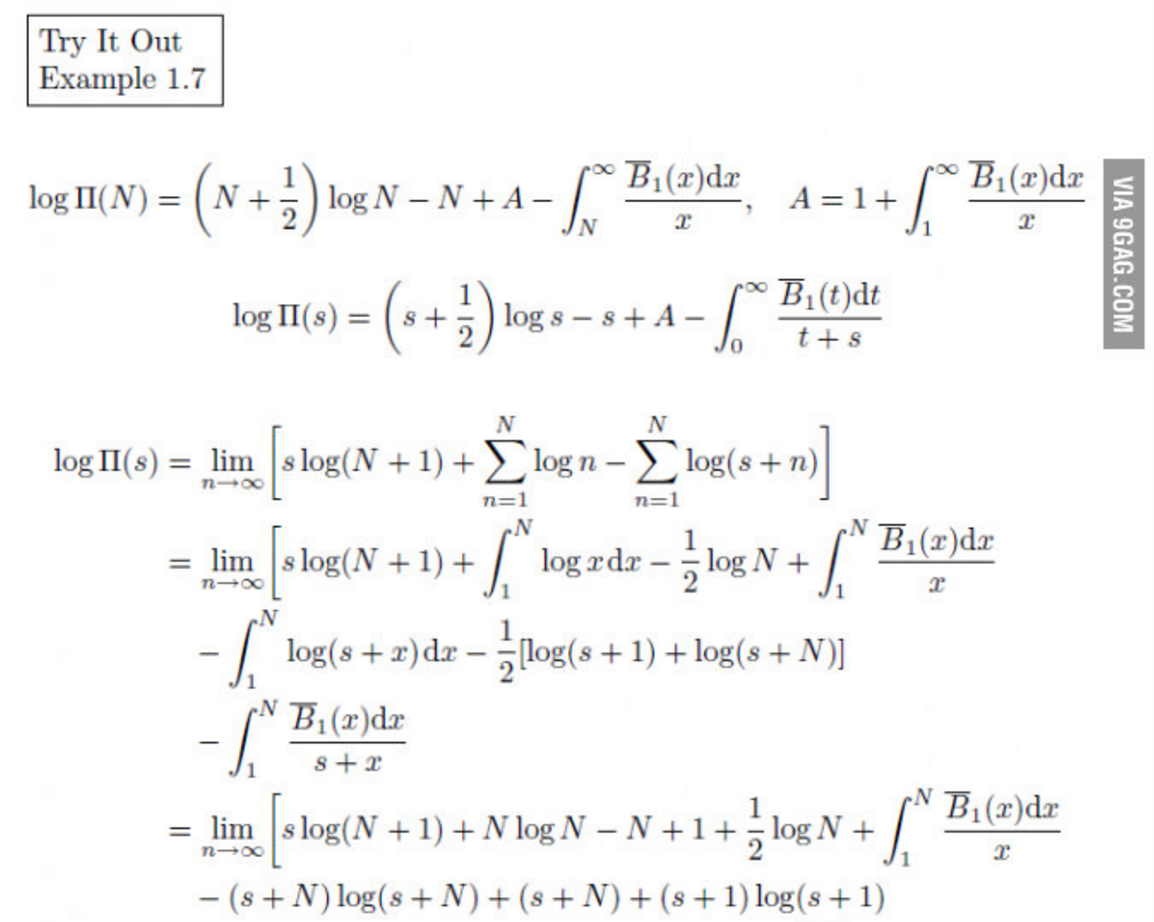 Try It Out
Example 1.7
log Π(N) = (N + 1/2) log N − N + A − ∫_N^∞ B̅₁(x)dx / x, A = 1 + ∫_1^∞ B̅₁(x)dx / x
log Π(s) = (s + 1/2) log s − s + A − ∫_0^∞ B̅₁(t)dt / t + s
log Π(s) = lim_{n→∞} [s log(N + 1) + ∑_{n=1}^N log n − ∑_{n=1}^N log(s + n)]
= lim_{n→∞} [s log(N + 1) + ∫_1^N log x dx − 1/2 log N + ∫_1^N B̅₁(x)dx / x
− ∫_1^N log(s + x) dx − 1/2 [log(s + 1) + log(s + N)]
− ∫_1^N B̅₁(x)dx / s + x
= lim_{n→∞} [s log(N + 1) + N log N − N + 1 + 1/2 log N + ∫_1^N B̅₁(x)dx / x
− (s + N) log(s + N) + (s + N) + (s + 1) log(s + 1)
VIA 9GAG.COM